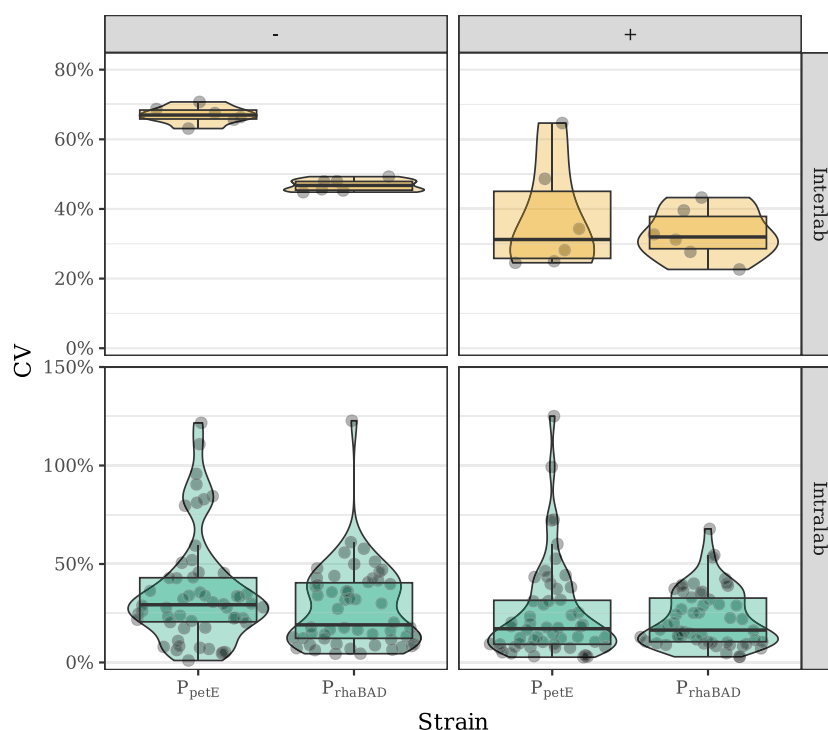 - +
80%
60%
40%
20%
0%
Interlab
CV
150%
100%
50%
0%
Intralab
PpetE PrhaBAD PpetE PrhaBAD
Strain